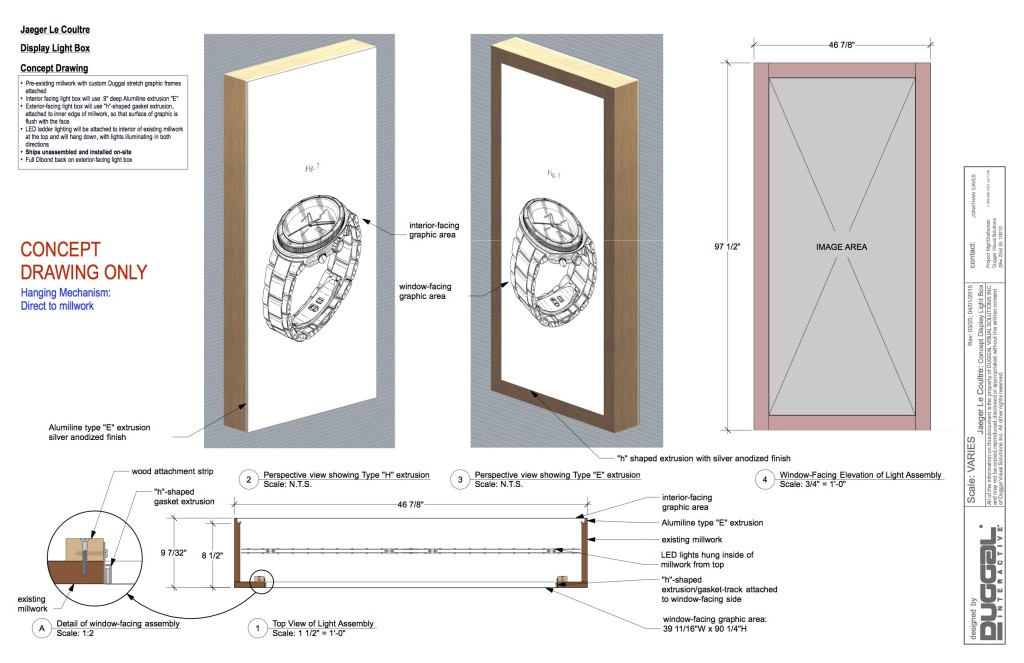 Jaeger Le Coultre
Display Light Box
Concept Drawing
• Pre-existing millwork with custom Duggal stretch graphic frames
attached
• Interior facing light box will use .9" deep Alumiline extrusion "E"
• Exterior-facing light box will use "h"-shaped gasket extrusion,
attached to inner edge of millwork, so that surface of graphic is
flush with the face
• LED ladder lighting will be attached to interior of existing millwork
at the top and will hang down, with lights illuminating in both
directions
• Ships unassembled and installed on-site
• Full Dibond back on exterior-facing light box
CONCEPT
DRAWING ONLY
Hanging Mechanism:
Direct to millwork
Fig. 7
Fig. 7
interior-facing
graphic area
window-facing
graphic area
Alumiline type "E" extrusion
silver anodized finish
"h" shaped extrusion with silver anodized finish
46 7/8"
97 1/2"
IMAGE AREA
2
Perspective view showing Type "H" extrusion
Scale: N.T.S.
3
Perspective view showing Type "E" extrusion
Scale: N.T.S.
4
Window-Facing Elevation of Light Assembly
Scale: 3/4" = 1'-0"
wood attachment strip
"h"-shaped
gasket extrusion
existing
millwork
A
Detail of window-facing assembly
Scale: 1:2
46 7/8"
9 7/32"
8 1/2"
interior-facing
graphic area
Alumiline type "E" extrusion
existing millwork
LED lights hung inside of
millwork from top
"h"-shaped
extrusion/gasket-track attached
to window-facing side
window-facing graphic area:
39 11/16"W x 90 1/4"H
1
Top View of Light Assembly
Scale: 1 1/2" = 1'-0"
contact:
JONATHAN EAMES
Project Mgr/Draftsman
Duggal Visual Solutions
Scale: VARIES
Rev: 03/25; 04/01/2015
Jaeger Le Coultre: Concept Display Light Box
All of the information on this document is the property of DUGGAL VISUAL SOLUTIONS INC.
and may not be copied, reproduced, disclosed or appropriated without the written consent
of Duggal Visual Solutions Inc. All other rights reserved.
designed by
DUGGAL
INTERACTIVE